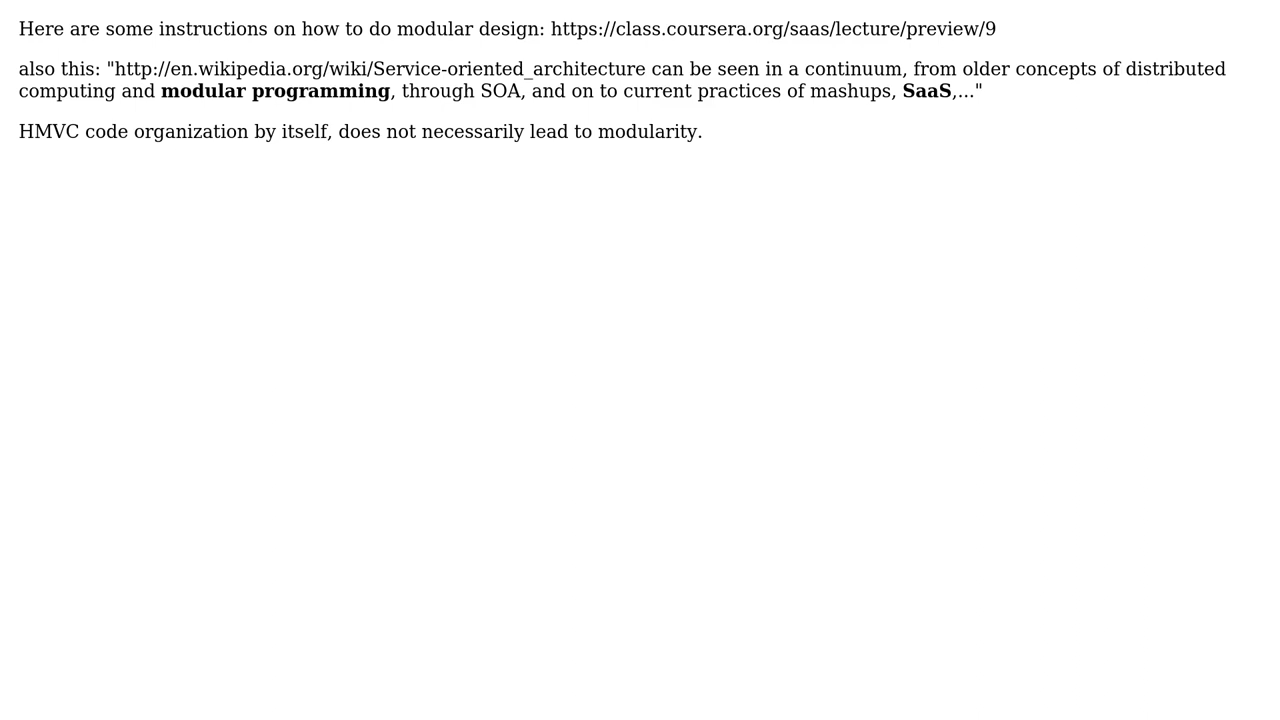 Here are some instructions on how to do modular design: https://class.coursera.org/saas/lecture/preview/9
also this: "http://en.wikipedia.org/wiki/Service-oriented_architecture can be seen in a continuum, from older concepts of distributed
computing and modular programming, through SOA, and on to current practices of mashups, SaaS,..."
HMVC code organization by itself, does not necessarily lead to modularity.